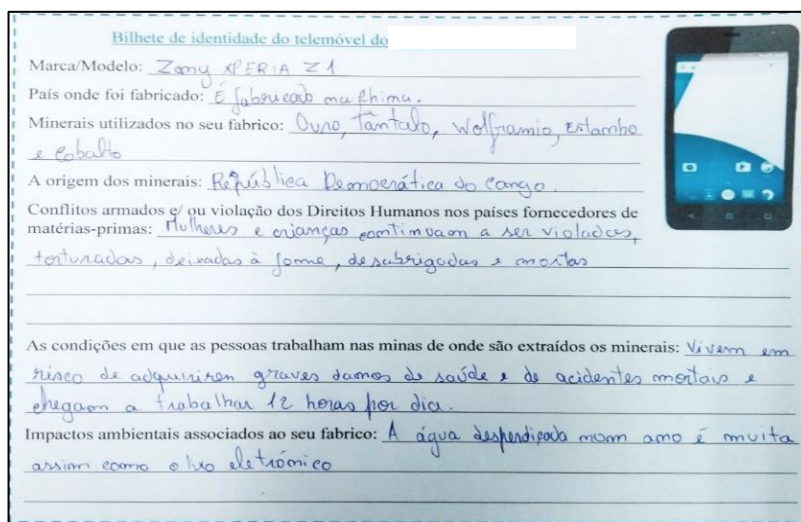 Bilhete de identidade do telemóvel do
Marca/Modelo: Zony XPERIA Z1
País onde foi fabricado: É fabricado na China.
Minerais utilizados no seu fabrico: Ouro, Tântalo, Wolframio, Estanho
e Cobalto
A origem dos minerais: República Democrática do Congo.
Conflitos armados e/ ou violação dos Direitos Humanos nos países fornecedores de
matérias-primas: Mulheres e crianças continuam a ser violadas,
torturadas, deixadas à fome, desabrigadas e mortas
As condições em que as pessoas trabalham nas minas de onde são extraídos os minerais: Vivem em
risco de adquirirem graves danos de saúde e de acidentes mortais e
chegam a trabalhar 12 horas por dia.
Impactos ambientais associados ao seu fabrico: A água desperdiçada num ano é muita
assim como o lixo eletrónico